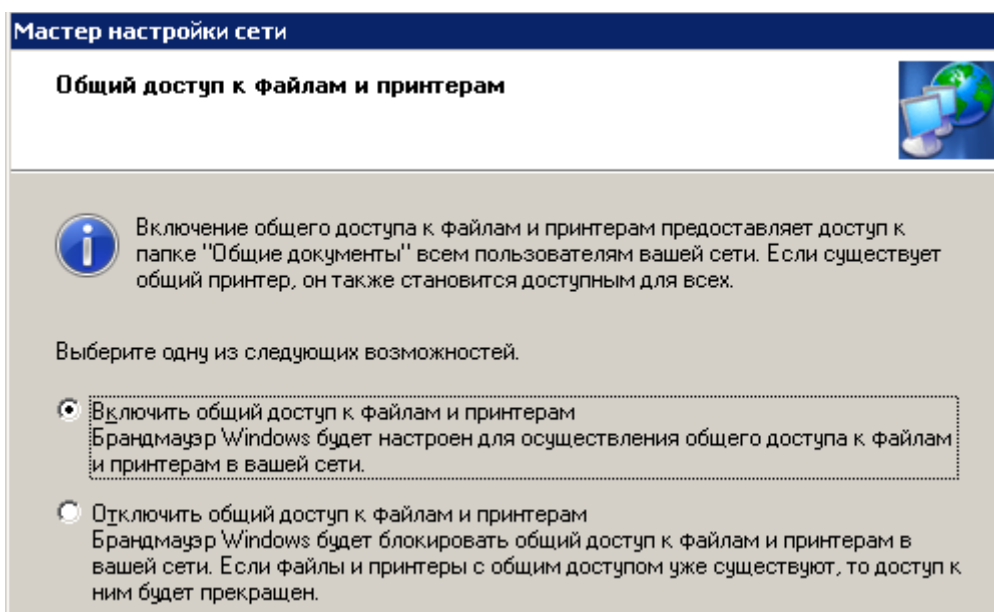 Мастер настройки сети
Общий доступ к файлам и принтерам
Включение общего доступа к файлам и принтерам предоставляет доступ к
папке "Общие документы" всем пользователям вашей сети. Если существует
общий принтер, он также становится доступным для всех.
Выберите одну из следующих возможностей.
Включить общий доступ к файлам и принтерам
Брандмауэр Windows будет настроен для осуществления общего доступа к файлам
и принтерам в вашей сети.
Отключить общий доступ к файлам и принтерам
Брандмауэр Windows будет блокировать общий доступ к файлам и принтерам в
вашей сети. Если файлы и принтеры с общим доступом уже существуют, то доступ к
ним будет прекращен.